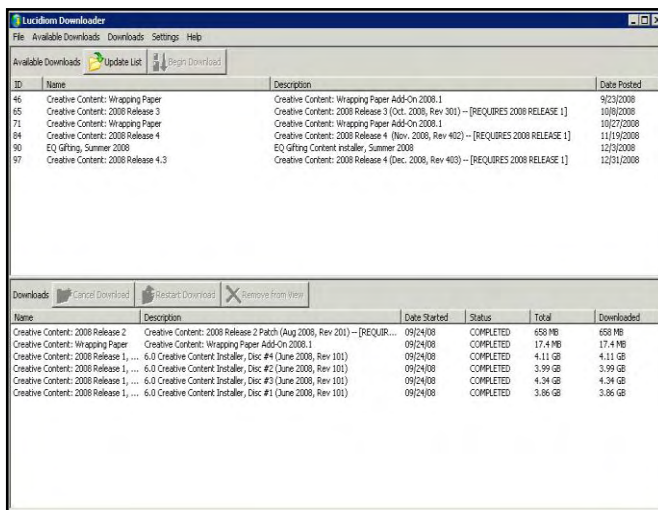 Lucidiom Downloader
File Available Downloads Downloads Settings Help
Available Downloads Update List Begin Download
ID Name Description Date Posted
46 Creative Content: Wrapping Paper Creative Content: Wrapping Paper Add-On 2008.1 9/23/2008
65 Creative Content: 2008 Release 3 Creative Content: 2008 Release 3 (Oct. 2008, Rev 301) -- [REQUIRES 2008 RELEASE 1] 10/8/2008
71 Creative Content: Wrapping Paper Creative Content: Wrapping Paper Add-On 2008.1 10/27/2008
84 Creative Content: 2008 Release 4 Creative Content: 2008 Release 4 (Nov. 2008, Rev 402) -- [REQUIRES 2008 RELEASE 1] 11/19/2008
90 EQ Gifting, Summer 2008 EQ Gifting Content installer, Summer 2008 12/3/2008
97 Creative Content: 2008 Release 4.3 Creative Content: 2008 Release 4 (Dec. 2008, Rev 403) -- [REQUIRES 2008 RELEASE 1] 12/31/2008
Downloads Cancel Download Restart Download Remove from View
Name Description Date Started Status Total Downloaded
Creative Content: 2008 Release 2 Creative Content: 2008 Release 2 Patch (Aug 2008, Rev 201) -- [REQUIR... 09/24/08 COMPLETED 658 MB 658 MB
Creative Content: Wrapping Paper Creative Content: Wrapping Paper Add-On 2008.1 09/24/08 COMPLETED 17.4 MB 17.4 MB
Creative Content: 2008 Release 1, ... 6.0 Creative Content Installer, Disc #4 (June 2008, Rev 101) 09/24/08 COMPLETED 4.11 GB 4.11 GB
Creative Content: 2008 Release 1, ... 6.0 Creative Content Installer, Disc #2 (June 2008, Rev 101) 09/24/08 COMPLETED 3.99 GB 3.99 GB
Creative Content: 2008 Release 1, ... 6.0 Creative Content Installer, Disc #3 (June 2008, Rev 101) 09/24/08 COMPLETED 4.34 GB 4.34 GB
Creative Content: 2008 Release 1, ... 6.0 Creative Content Installer, Disc #1 (June 2008, Rev 101) 09/24/08 COMPLETED 3.86 GB 3.86 GB